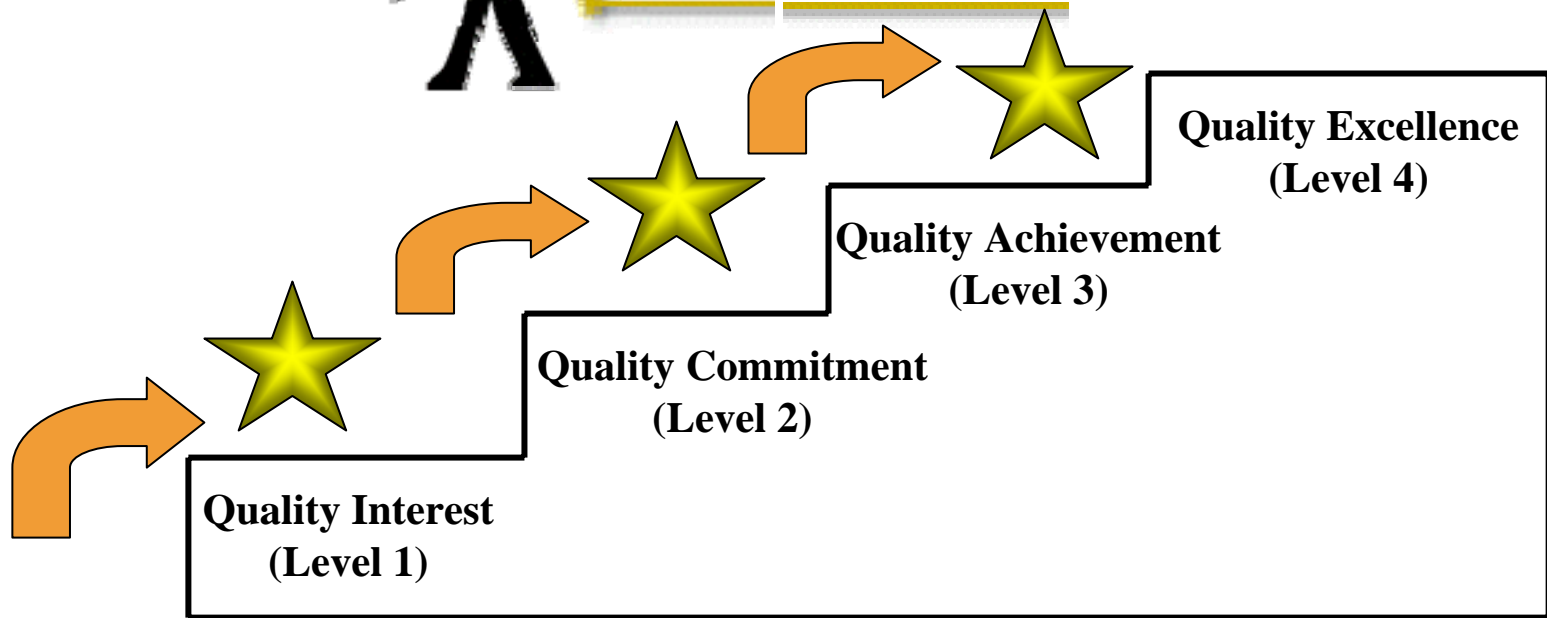 Quality Excellence
(Level 4)
Quality Achievement
(Level 3)
Quality Commitment
(Level 2)
Quality Interest
(Level 1)